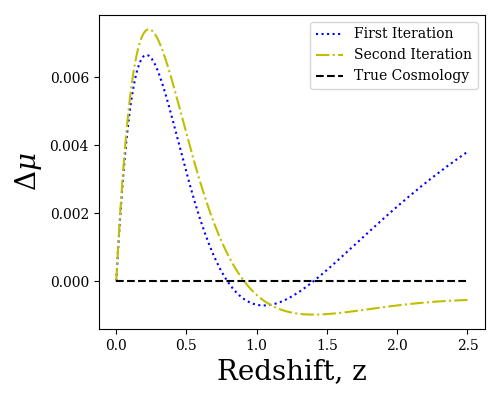 First Iteration
Second Iteration
True Cosmology
Δμ
0.006
0.004
0.002
0.000
0.0 0.5 1.0 1.5 2.0 2.5
Redshift, z